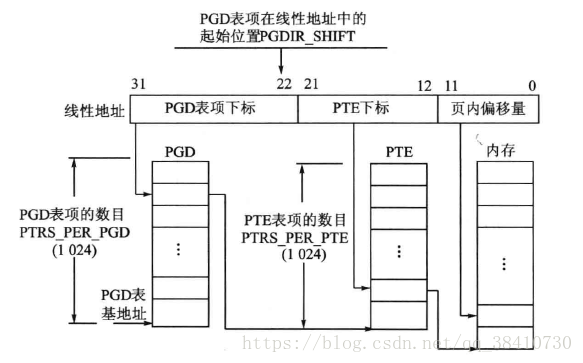 PGD表项在线性地址中的
起始位置PGDIR_SHIFT
31 22 21 12 11 0
线性地址 PGD表项下标 PTE下标 页内偏移量
PGD PTE 内存
PGD表项的数目
PTRS_PER_PGD
(1 024)
PTE表项的数目
PTRS_PER_PTE
(1 024)
PGD表
基地址
https://blog.csdn.net/qq_38410730